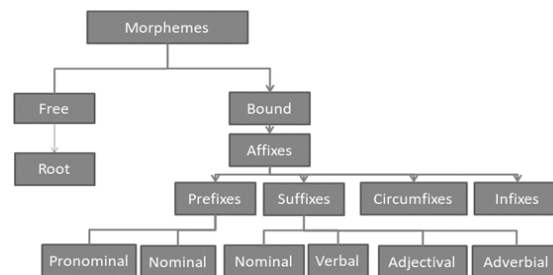 Morphemes
Free
Bound
Affixes
Root
Prefixes
Suffixes
Circumfixes
Infixes
Pronominal
Nominal
Nominal
Verbal
Adjectival
Adverbial